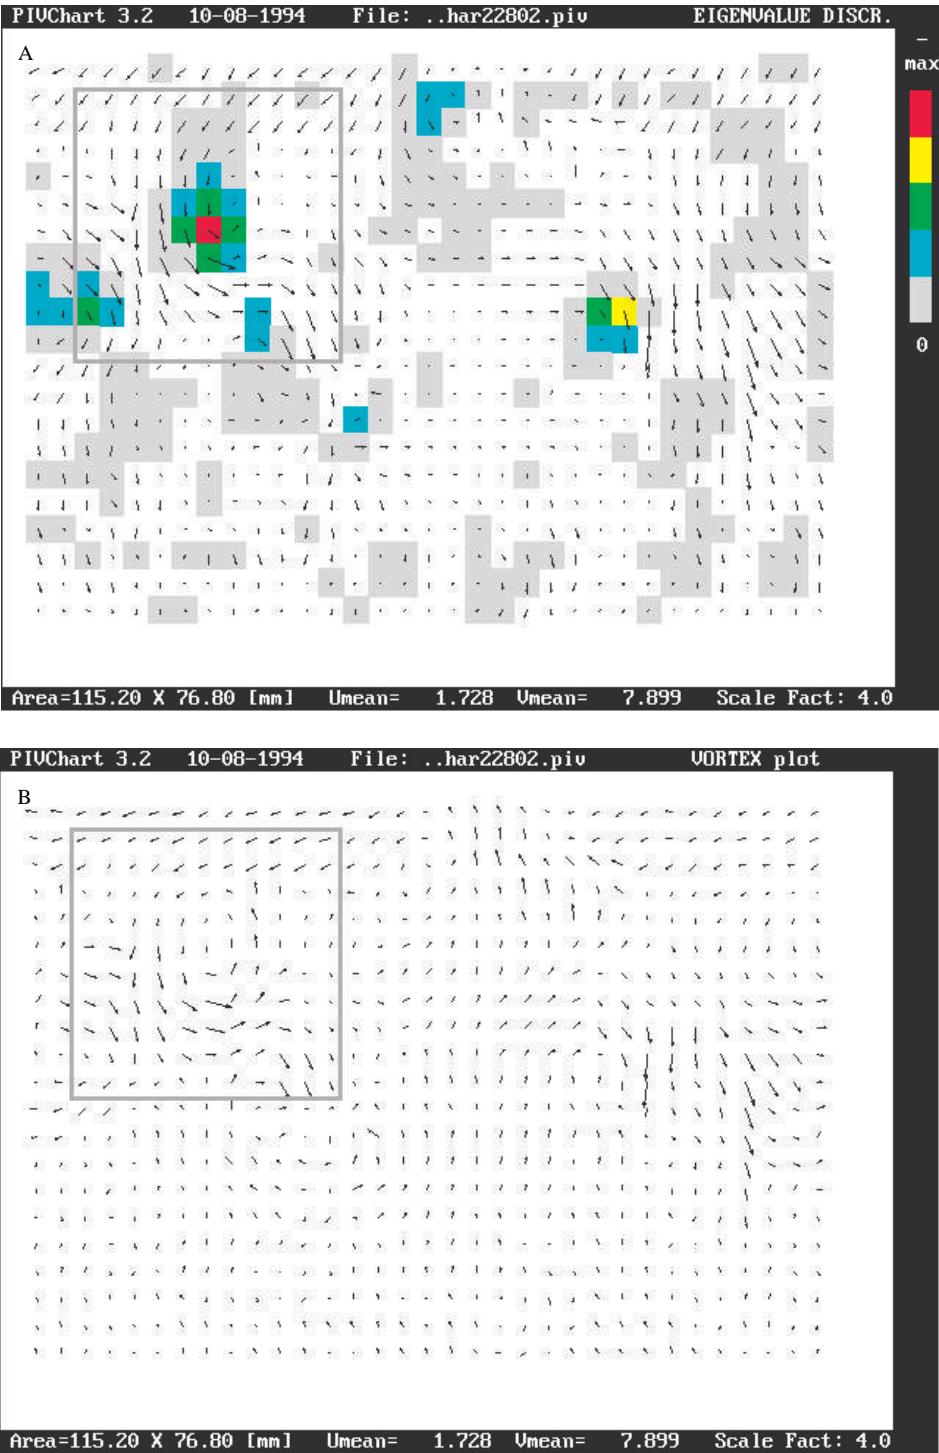 PIVChart 3.2 10-08-1994 File: ..har22802.piv EIGENVALUE DISCR.
A
–
max
0
Area=115.20 X 76.80 [mm] Umean= 1.728 Vmean= 7.899 Scale Fact: 4.0
PIVChart 3.2 10-08-1994 File: ..har22802.piv VORTEX plot
B
Area=115.20 X 76.80 [mm] Umean= 1.728 Vmean= 7.899 Scale Fact: 4.0